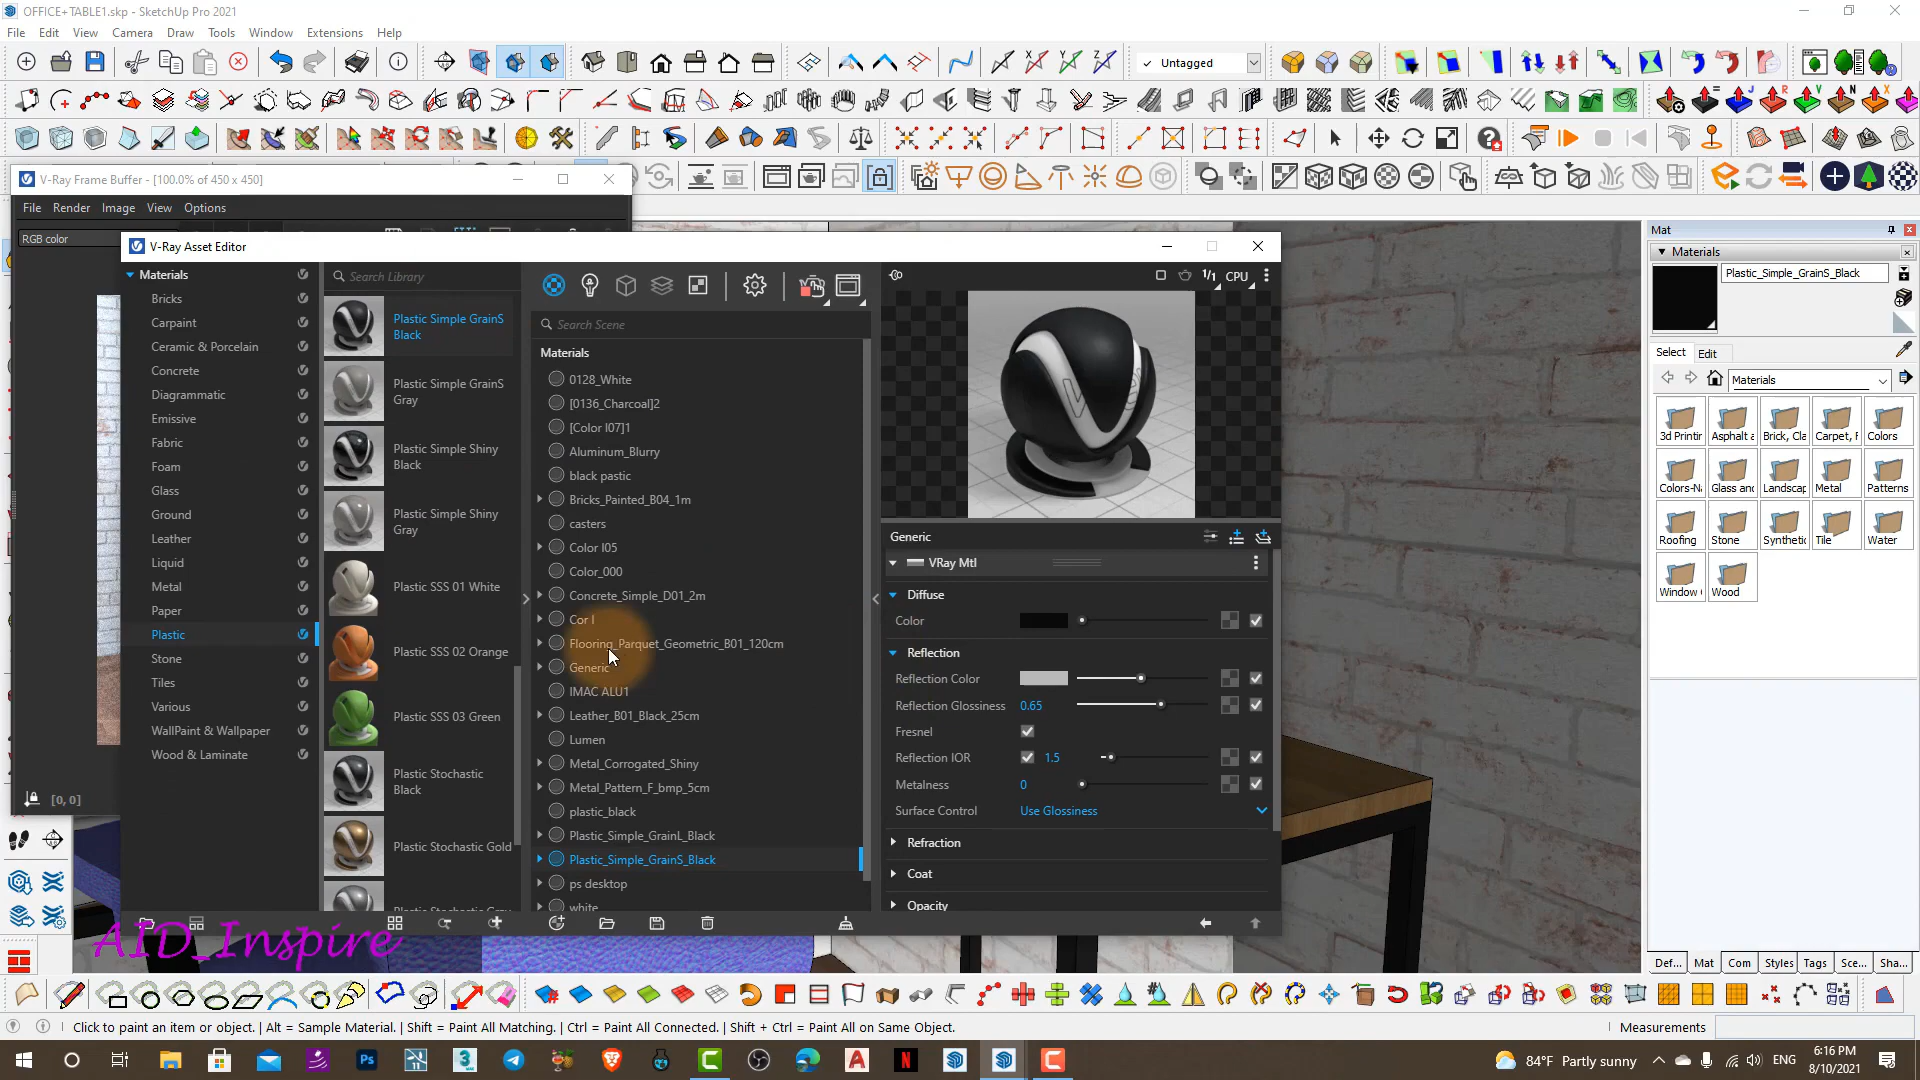 OFFICE+TABLE1.skp - SketchUp Pro 2021
File Edit View Camera Draw Tools Window Extensions Help
Untagged
V-Ray Frame Buffer - [100.0% of 450 x 450]
File Render Image View Options
RGB color
[0, 0]
V-Ray Asset Editor
Materials
Bricks
Carpaint
Ceramic & Porcelain
Concrete
Diagrammatic
Emissive
Fabric
Foam
Glass
Ground
Leather
Liquid
Metal
Paper
Plastic
Stone
Tiles
Various
WallPaint & Wallpaper
Wood & Laminate
Search Library
Plastic Simple GrainS
Black
Plastic Simple GrainS
Gray
Plastic Simple Shiny
Black
Plastic Simple Shiny
Gray
Plastic SSS 01 White
Plastic SSS 02 Orange
Plastic SSS 03 Green
Plastic Stochastic
Black
Plastic Stochastic Gold
Search Scene
Materials
0128_White
[0136_Charcoal]2
[Color I07]1
Aluminum_Blurry
black pastic
Bricks_Painted_B04_1m
casters
Color I05
Color_000
Concrete_Simple_D01_2m
Cor I
Flooring_Parquet_Geometric_B01_120cm
Generic
IMAC ALU1
Leather_B01_Black_25cm
Lumen
Metal_Corrogated_Shiny
Metal_Pattern_F_bmp_5cm
plastic_black
Plastic_Simple_GrainL_Black
Plastic_Simple_GrainS_Black
ps desktop
white
1/1 CPU
Generic
VRay Mtl
Diffuse
Color
Reflection
Reflection Color
Reflection Glossiness 0.65
Fresnel
Reflection IOR 1.5
Metalness 0
Surface Control Use Glossiness
Refraction
Coat
Opacity
Mat
Materials
Plastic_Simple_GrainS_Black
Select Edit
Materials
3d Printin Asphalt a Brick, Cla Carpet, F Colors
Colors-N Glass and Landscap Metal Patterns
Roofing Stone Synthetic Tile Water
Window Wood
Def... Mat Com Styles Tags Sce... Sha...
AID_Inspire
Click to paint an item or object. | Alt = Sample Material. | Shift = Paint All Matching. | Ctrl = Paint All Connected. | Shift + Ctrl = Paint All on Same Object.
Measurements
84°F Partly sunny
ENG
6:16 PM
8/10/2021